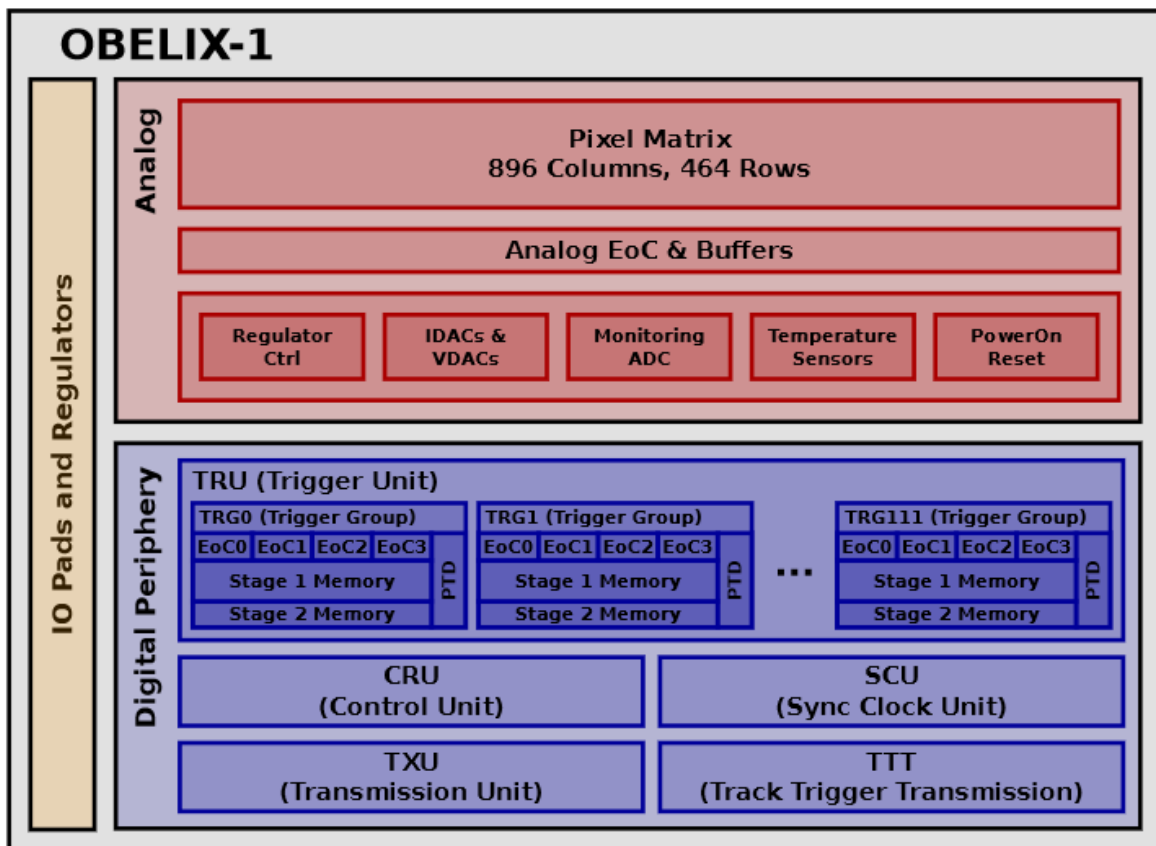 OBELIX-1
IO Pads and Regulators
Analog
Pixel Matrix
896 Columns, 464 Rows
Analog EoC & Buffers
Regulator
Ctrl
IDACs &
VDACs
Monitoring
ADC
Temperature
Sensors
PowerOn
Reset
Digital Periphery
TRU (Trigger Unit)
TRG0 (Trigger Group)
EoC0 EoC1 EoC2 EoC3
PTD
Stage 1 Memory
Stage 2 Memory
TRG1 (Trigger Group)
EoC0 EoC1 EoC2 EoC3
PTD
Stage 1 Memory
Stage 2 Memory
...
TRG111 (Trigger Group)
EoC0 EoC1 EoC2 EoC3
PTD
Stage 1 Memory
Stage 2 Memory
CRU
(Control Unit)
SCU
(Sync Clock Unit)
TXU
(Transmission Unit)
TTT
(Track Trigger Transmission)